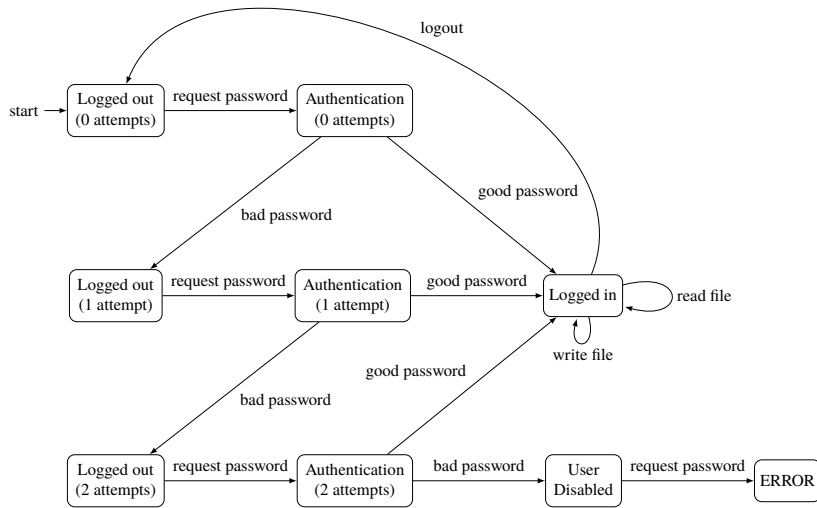 logout
start
Logged out
(0 attempts)
request password
Authentication
(0 attempts)
bad password
good password
Logged out
(1 attempt)
request password
Authentication
(1 attempt)
good password
Logged in
read file
write file
bad password
good password
Logged out
(2 attempts)
request password
Authentication
(2 attempts)
bad password
User
Disabled
request password
ERROR